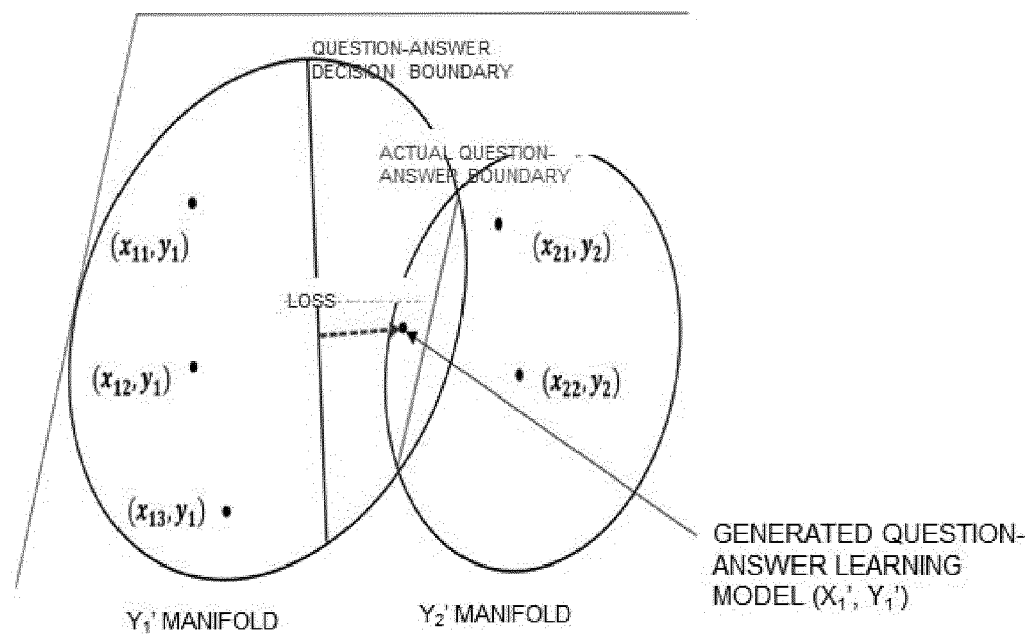 QUESTION-ANSWER
DECISION BOUNDARY
ACTUAL QUESTION-
ANSWER BOUNDARY
(x₁₁, y₁)
(x₂₁, y₂)
LOSS
(x₁₂, y₁)
(x₂₂, y₂)
(x₁₃, y₁)
GENERATED QUESTION-
ANSWER LEARNING
MODEL (X₁', Y₁')
Y₁' MANIFOLD
Y₂' MANIFOLD